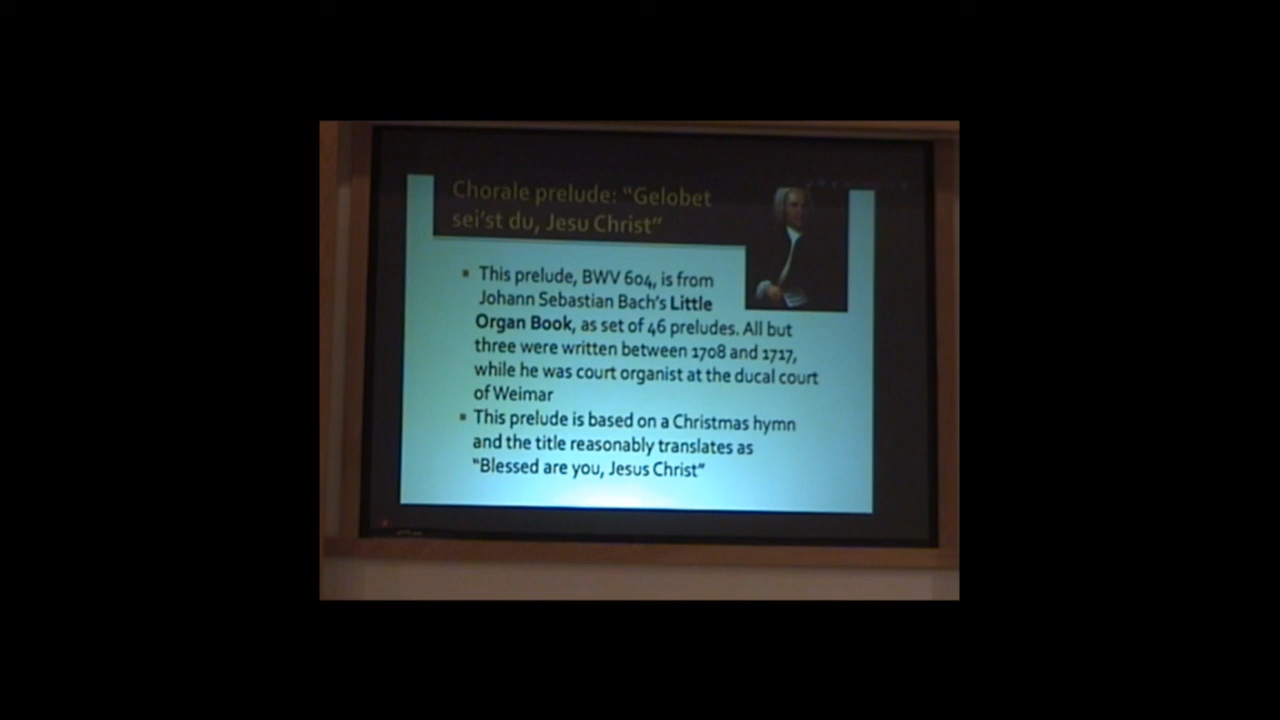 Chorale prelude: "Gelobet
sei'st du, Jesu Christ"
▪ This prelude, BWV 604, is from
Johann Sebastian Bach's Little
Organ Book, as set of 46 preludes. All but
three were written between 1708 and 1717,
while he was court organist at the ducal court
of Weimar
▪ This prelude is based on a Christmas hymn
and the title reasonably translates as
"Blessed are you, Jesus Christ"